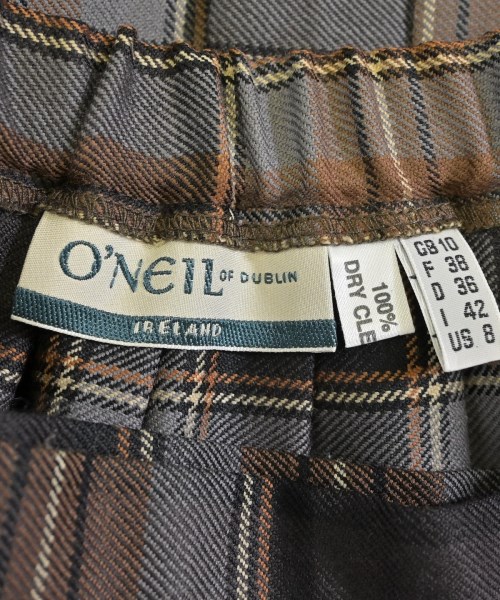 O'NEIL OF DUBLIN
IRELAND
100%
DRY CLE
GB 10
F 38
D 36
I 42
US 8